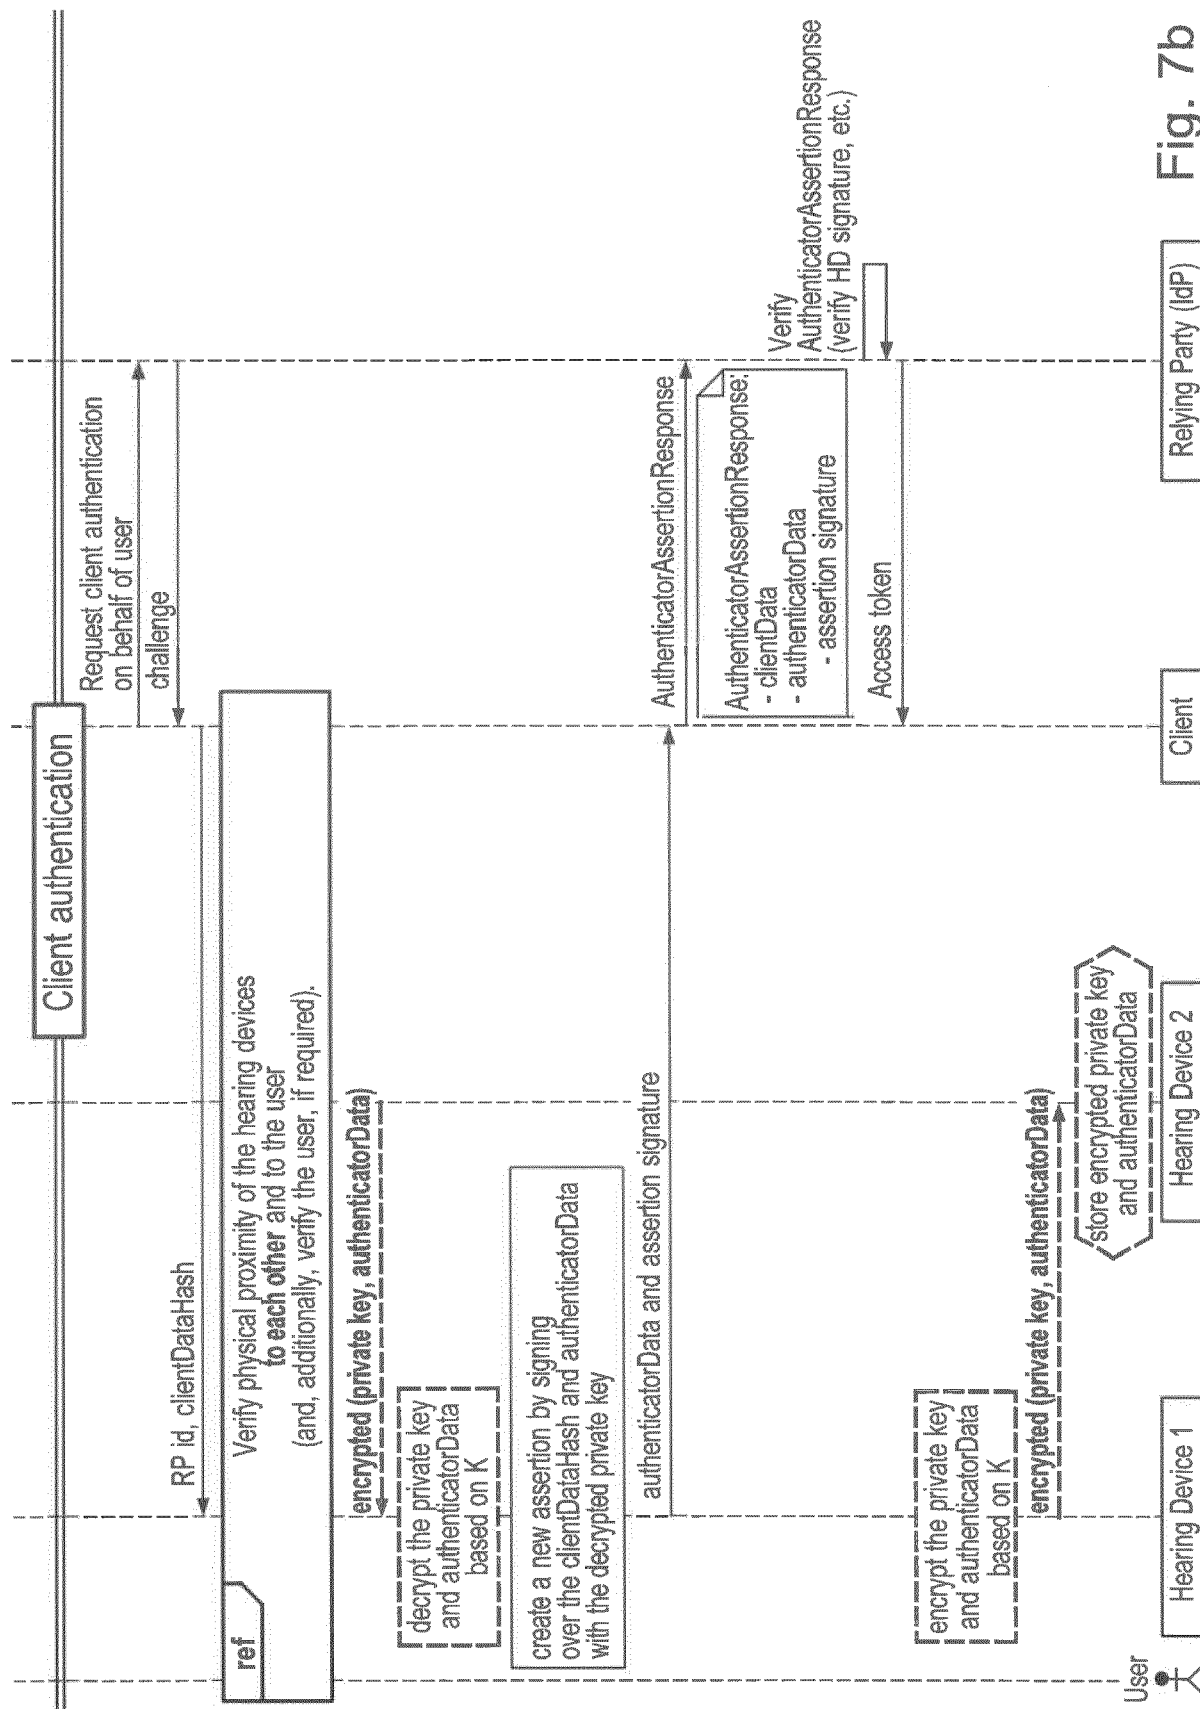 Client authentication
Request client authentication
on behalf of user
challenge
RP id, clientDataHash
ref
Verify physical proximity of the hearing devices
to each other and to the user
(and, additionally, verify the user, if required).
encrypted (private key, authenticatorData)
decrypt the private key
and authenticatorData
based on K
create a new assertion by signing
over the clientDataHash and authenticatorData
with the decrypted private key
authenticatorData and assertion signature
AuthenticatorAssertionResponse
AuthenticatorAssertionResponse:
- clientData
- authenticatorData
- assertion signature
Verify
AuthenticatorAssertionResponse
(verify HD signature, etc.)
Access token
encrypt the private key
and authenticatorData
based on K
encrypted (private key, authenticatorData)
store encrypted private key
and authenticatorData
User
Hearing Device 1
Hearing Device 2
Client
Relying Party (IdP)
Fig. 7b